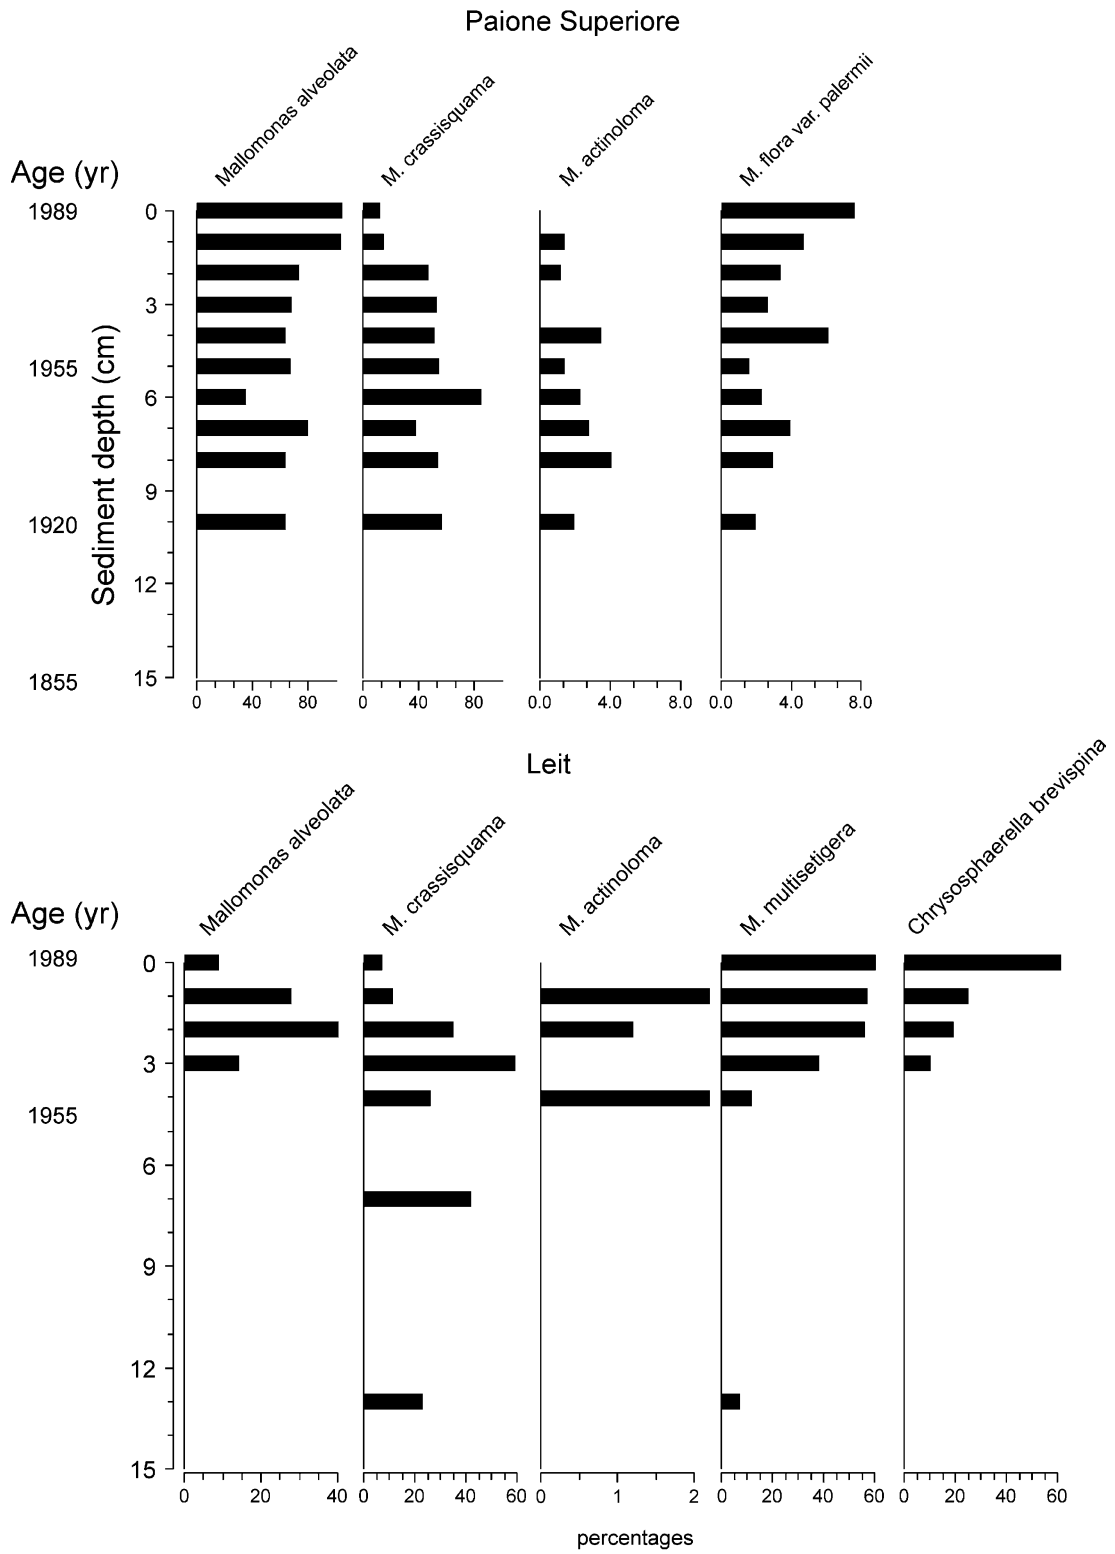 Paione Superiore
Mallomonas alveolata
M. crassisquama
M. actinoloma
M. flora var. palermii
Age (yr)
Sediment depth (cm)
1989
1955
1920
1855
0
3
6
9
12
15
0 40 80
0 40 80
0.0 4.0 8.0
0.0 4.0 8.0
Leit
Mallomonas alveolata
M. crassisquama
M. actinoloma
M. multisetigera
Chrysosphaerella brevispina
Age (yr)
1989
1955
0
3
6
9
12
15
0 20 40
0 20 40 60
0 1 2
0 20 40 60
0 20 40 60
percentages